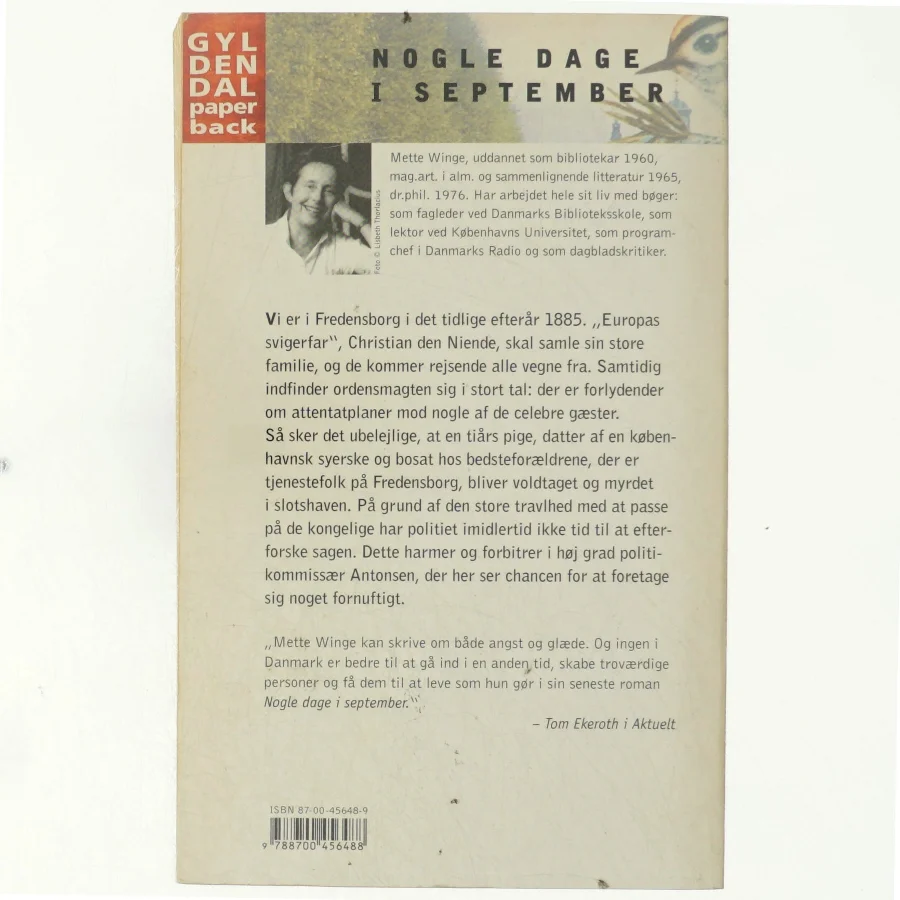 GYL
DEN
DAL
paper
back
NOGLE DAGE
I SEPTEMBER
Mette Winge, uddannet som bibliotekar 1960,
mag.art. i alm. og sammenlignende litteratur 1965,
dr.phil. 1976. Har arbejdet hele sit liv med bøger:
som fagleder ved Danmarks Biblioteksskole, som
lektor ved Københavns Universitet, som program-
chef i Danmarks Radio og som dagbladskritiker.
Foto © Lisbeth Thorlacius
Vi er i Fredensborg i det tidlige efterår 1885. „Europas
svigerfar“, Christian den Niende, skal samle sin store
familie, og de kommer rejsende alle vegne fra. Samtidig
indfinder ordensmagten sig i stort tal: der er forlydender
om attentatplaner mod nogle af de celebre gæster.
Så sker det ubelejlige, at en tiårs pige, datter af en køben-
havnsk syerske og bosat hos bedsteforældrene, der er
tjenestefolk på Fredensborg, bliver voldtaget og myrdet
i slotshaven. På grund af den store travlhed med at passe
på de kongelige har politiet imidlertid ikke tid til at efter-
forske sagen. Dette harmer og forbitrer i høj grad politi-
kommissær Antonsen, der her ser chancen for at foretage
sig noget fornuftigt.
„Mette Winge kan skrive om både angst og glæde. Og ingen i
Danmark er bedre til at gå ind i en anden tid, skabe troværdige
personer og få dem til at leve som hun gør i sin seneste roman
Nogle dage i september.“
– Tom Ekeroth i Aktuelt
ISBN 87-00-45648-9
9 788700 456488